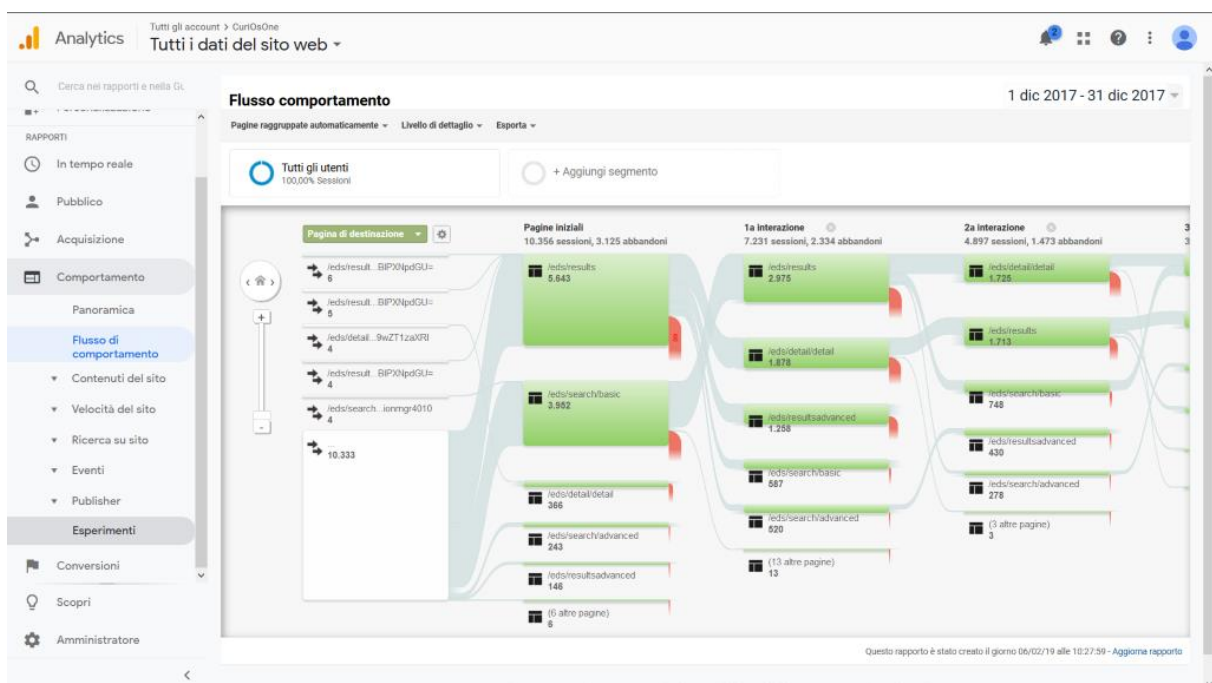 Analytics
Tutti gli account > CuriOsOne
Tutti i dati del sito web
2
Cerca nei rapporti e nella Gu
RAPPORTI
In tempo reale
Pubblico
Acquisizione
Comportamento
Panoramica
Flusso di
comportamento
Contenuti del sito
Velocità del sito
Ricerca su sito
Eventi
Publisher
Esperimenti
Conversioni
Scopri
Amministratore
Flusso comportamento
1 dic 2017 - 31 dic 2017
Pagine raggruppate automaticamente
Livello di dettaglio
Esporta
Tutti gli utenti
100,00% Sessioni
+ Aggiungi segmento
Pagina di destinazione
/eds/result...BIPXNpdGU=
6
/eds/result...BIPXNpdGU=
5
/eds/detail...9wZT1zaXRl
4
/eds/result...BIPXNpdGU=
4
/eds/search...ionmgr4010
4
...
10.333
Pagine iniziali
10.356 sessioni, 3.125 abbandoni
/eds/results
5.643
/eds/search/basic
3.952
/eds/detail/detail
366
/eds/search/advanced
243
/eds/resultsadvanced
146
(6 altre pagine)
6
1a interazione
7.231 sessioni, 2.334 abbandoni
/eds/results
2.975
/eds/detail/detail
1.878
/eds/resultsadvanced
1.258
/eds/search/basic
587
/eds/search/advanced
520
(13 altre pagine)
13
2a interazione
4.897 sessioni, 1.473 abbandoni
/eds/detail/detail
1.725
/eds/results
1.713
/eds/search/basic
748
/eds/resultsadvanced
430
/eds/search/advanced
278
(3 altre pagine)
3
3
3
Questo rapporto è stato creato il giorno 06/02/19 alle 10:27:59 - Aggiorna rapporto